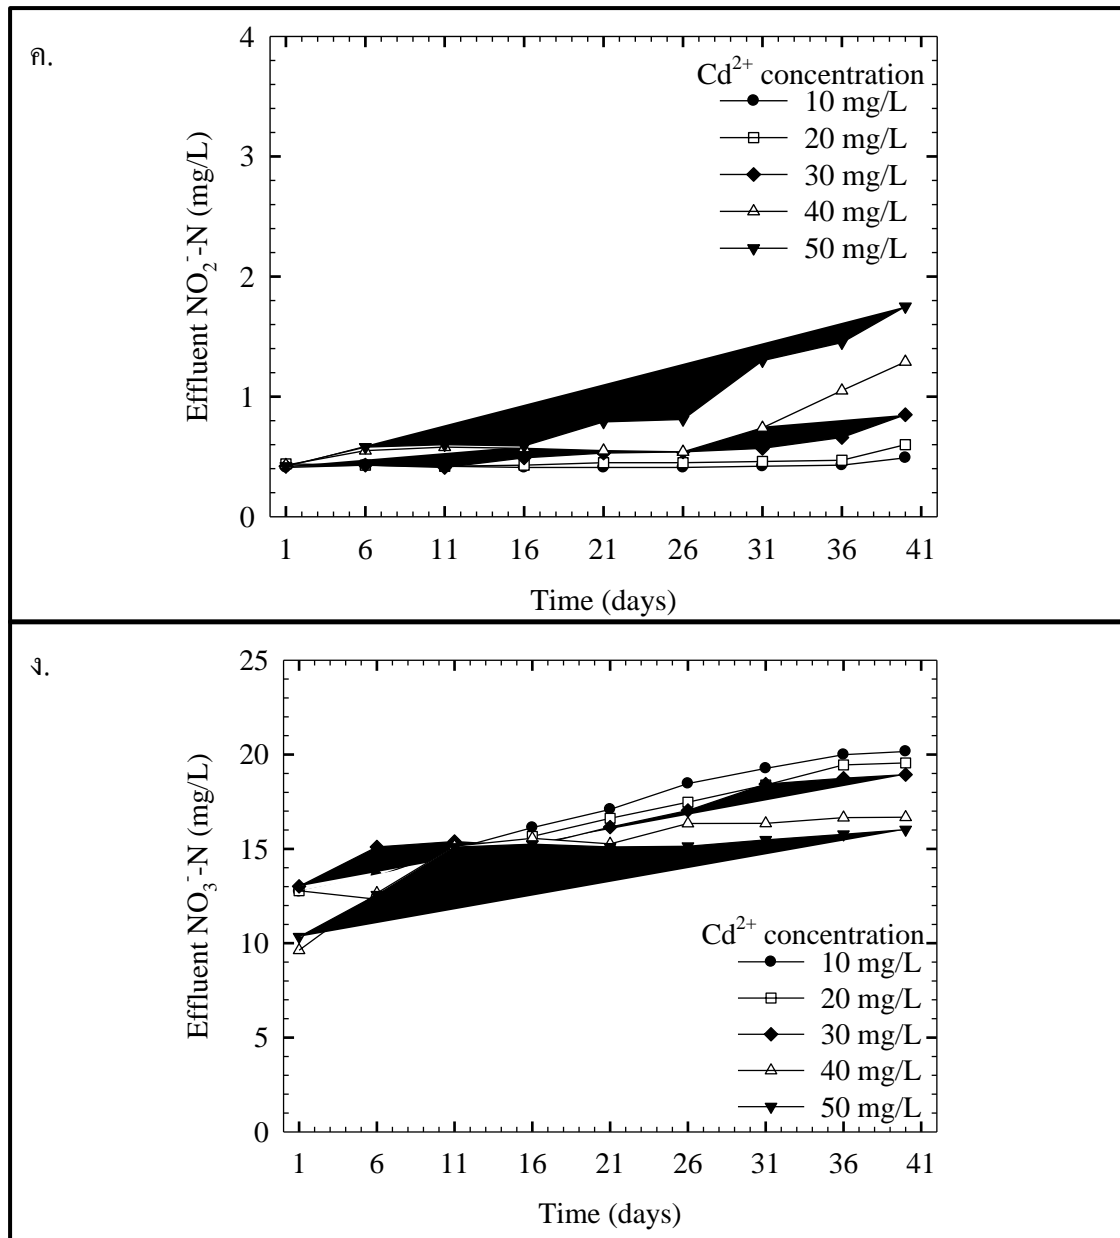 ค.
4
3
2
1
0
Effluent NO₂⁻-N (mg/L)
Cd²⁺ concentration
10 mg/L
20 mg/L
30 mg/L
40 mg/L
50 mg/L
1 6 11 16 21 26 31 36 41
Time (days)
ง.
25
20
15
10
5
0
Effluent NO₃⁻-N (mg/L)
Cd²⁺ concentration
10 mg/L
20 mg/L
30 mg/L
40 mg/L
50 mg/L
1 6 11 16 21 26 31 36 41
Time (days)